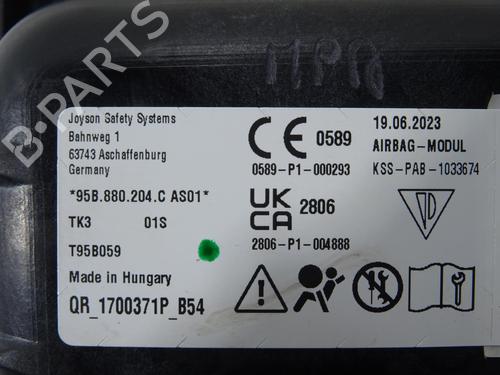 B-PARTS
MPR
Joyson Safety Systems
Bahnweg 1
63743 Aschaffenburg
Germany
*95B.880.204.C AS01*
TK3 01S
T95B059
Made in Hungary
QR_1700371P_B54
CE 0589
0589-P1-000293
UK CA 2806
2806-P1-004888
19.06.2023
AIRBAG-MODUL
KSS-PAB-1033674